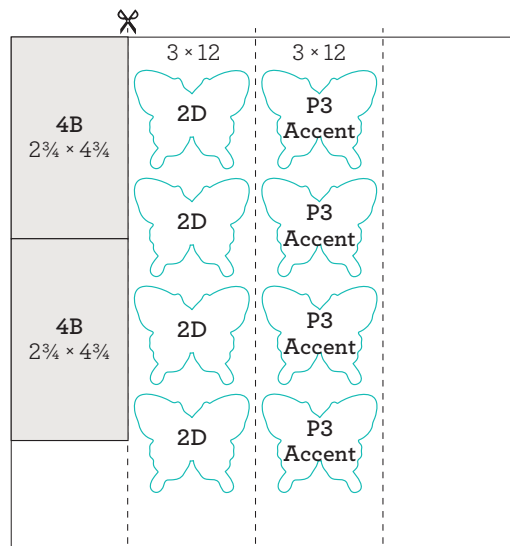 3 × 12
3 × 12
4B
2¾ × 4¾
2D
P3
Accent
2D
P3
Accent
4B
2¾ × 4¾
2D
P3
Accent
2D
P3
Accent